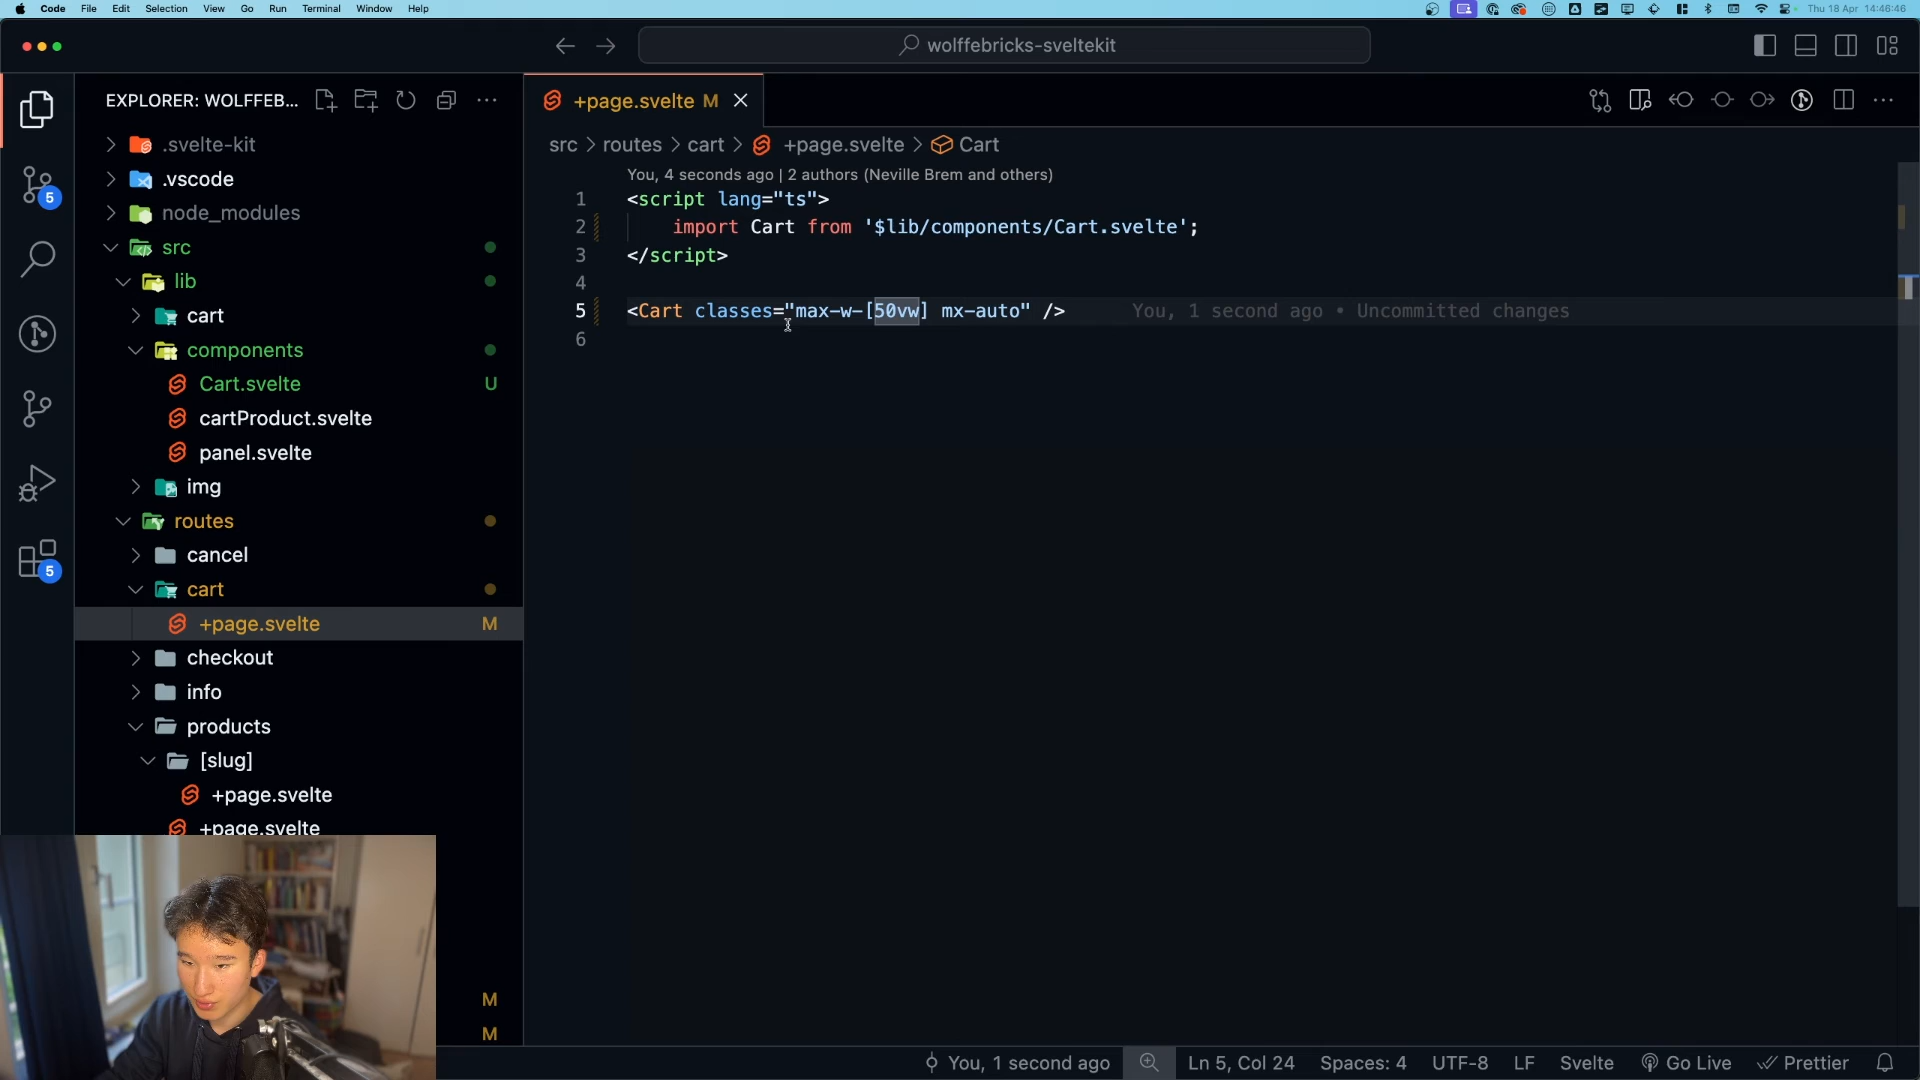 Code File Edit Selection View Go Run Terminal Window Help Thu 18 Apr 14:46:46
wolffebricks-sveltekit
EXPLORER: WOLFFEB...
.svelte-kit
.vscode
node_modules
src
lib
cart
components
Cart.svelte U
cartProduct.svelte
panel.svelte
img
routes
cancel
cart
+page.svelte M
checkout
info
products
[slug]
+page.svelte
+page.svelte
M
M
5
5
+page.svelte M
src > routes > cart > +page.svelte > Cart
You, 4 seconds ago | 2 authors (Neville Brem and others)
1 <script lang="ts">
2 import Cart from '$lib/components/Cart.svelte';
3 </script>
4
5 <Cart classes="max-w-[50vw] mx-auto" /> You, 1 second ago • Uncommitted changes
6
You, 1 second ago Ln 5, Col 24 Spaces: 4 UTF-8 LF Svelte Go Live Prettier